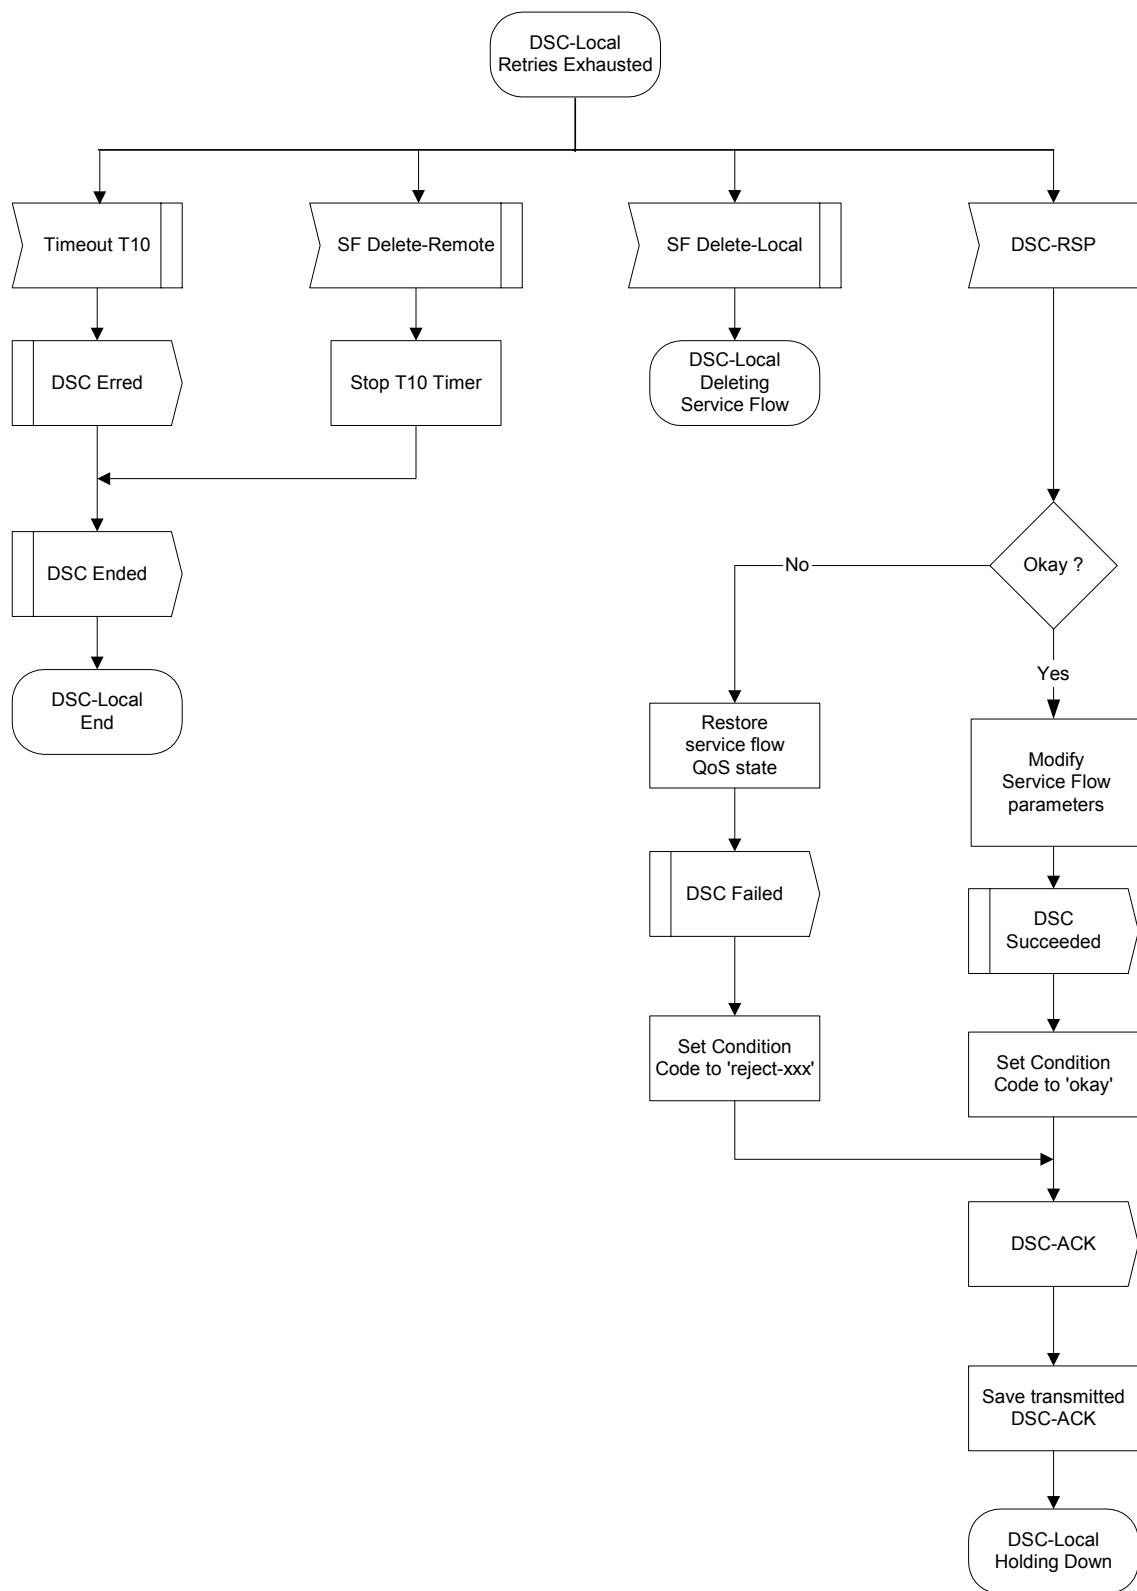 DSC-Local
Retries Exhausted
Timeout T10
SF Delete-Remote
SF Delete-Local
DSC-RSP
DSC Erred
Stop T10 Timer
DSC-Local
Deleting
Service Flow
DSC Ended
No
Okay ?
Yes
DSC-Local
End
Restore
service flow
QoS state
Modify
Service Flow
parameters
DSC Failed
DSC
Succeeded
Set Condition
Code to 'reject-xxx'
Set Condition
Code to 'okay'
DSC-ACK
Save transmitted
DSC-ACK
DSC-Local
Holding Down